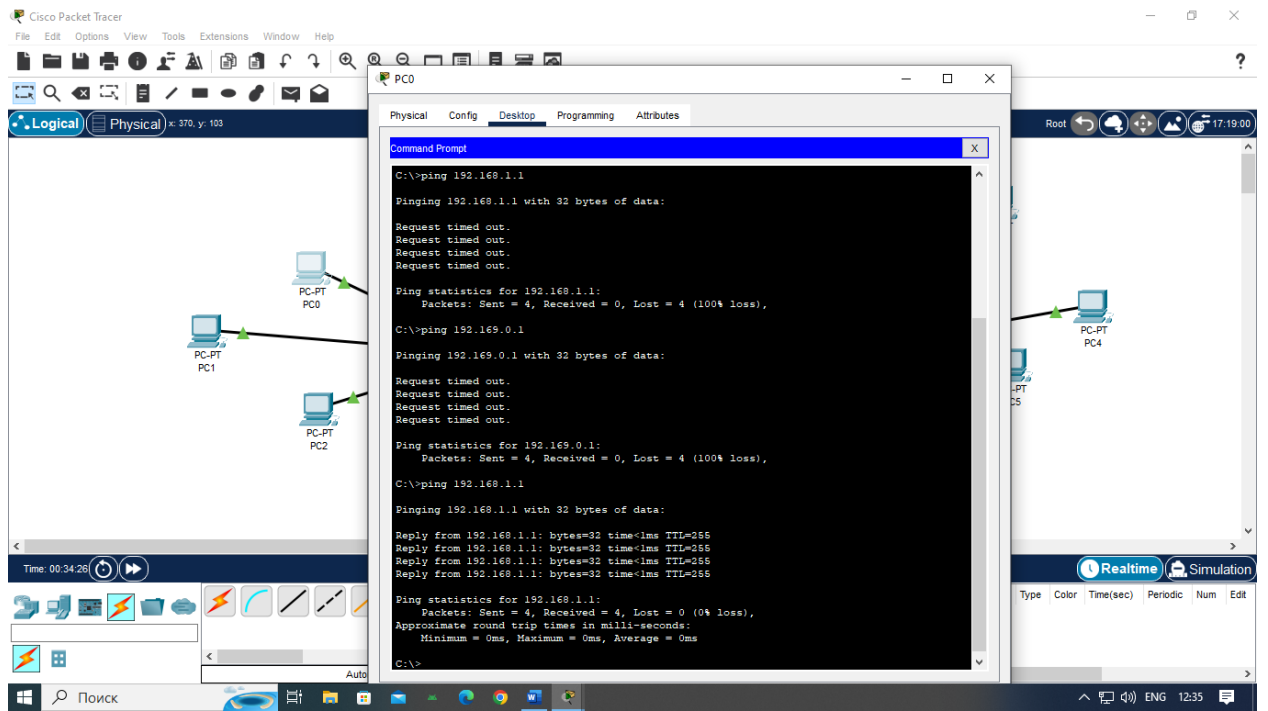 Cisco Packet Tracer
File Edit Options View Tools Extensions Window Help
?
PC0
Logical Physical x: 370, y: 103
Root 17:19:00
Physical Config Desktop Programming Attributes
Command Prompt X
C:\>ping 192.168.1.1
Pinging 192.168.1.1 with 32 bytes of data:
Request timed out.
Request timed out.
Request timed out.
Request timed out.
Ping statistics for 192.168.1.1:
Packets: Sent = 4, Received = 0, Lost = 4 (100% loss),
C:\>ping 192.169.0.1
Pinging 192.169.0.1 with 32 bytes of data:
Request timed out.
Request timed out.
Request timed out.
Request timed out.
Ping statistics for 192.169.0.1:
Packets: Sent = 4, Received = 0, Lost = 4 (100% loss),
C:\>ping 192.168.1.1
Pinging 192.168.1.1 with 32 bytes of data:
Reply from 192.168.1.1: bytes=32 time<1ms TTL=255
Reply from 192.168.1.1: bytes=32 time<1ms TTL=255
Reply from 192.168.1.1: bytes=32 time<1ms TTL=255
Reply from 192.168.1.1: bytes=32 time<1ms TTL=255
Ping statistics for 192.168.1.1:
Packets: Sent = 4, Received = 4, Lost = 0 (0% loss),
Approximate round trip times in milli-seconds:
Minimum = 0ms, Maximum = 0ms, Average = 0ms
C:\>
PC-PT
PC0
PC-PT
PC1
PC-PT
PC2
PC-PT
PC4
-PT
C5
Time: 00:34:26
Realtime Simulation
Type Color Time(sec) Periodic Num Edit
Auto
Поиск
ENG 12:35